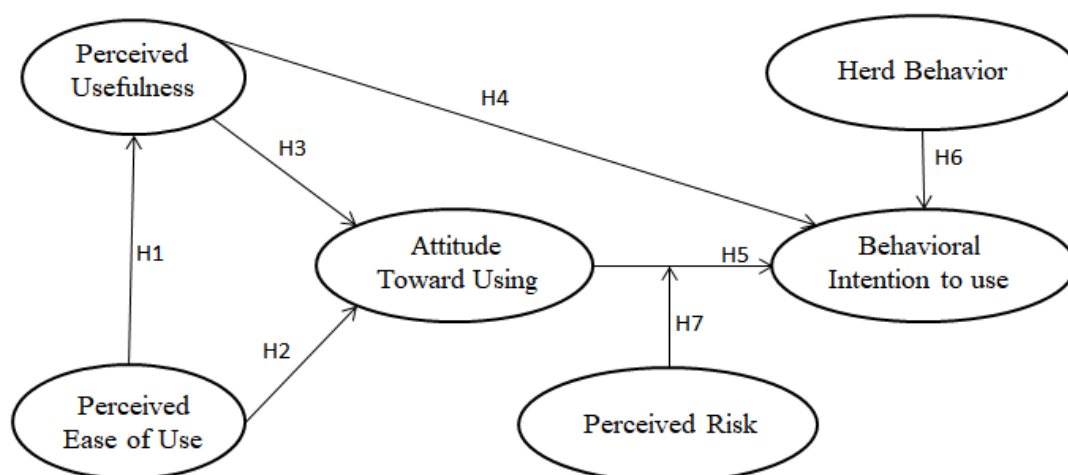 Perceived
Usefulness
Herd Behavior
H4
H3
H6
H1
Attitude
Toward Using
H5
Behavioral
Intention to use
H7
H2
Perceived
Ease of Use
Perceived Risk